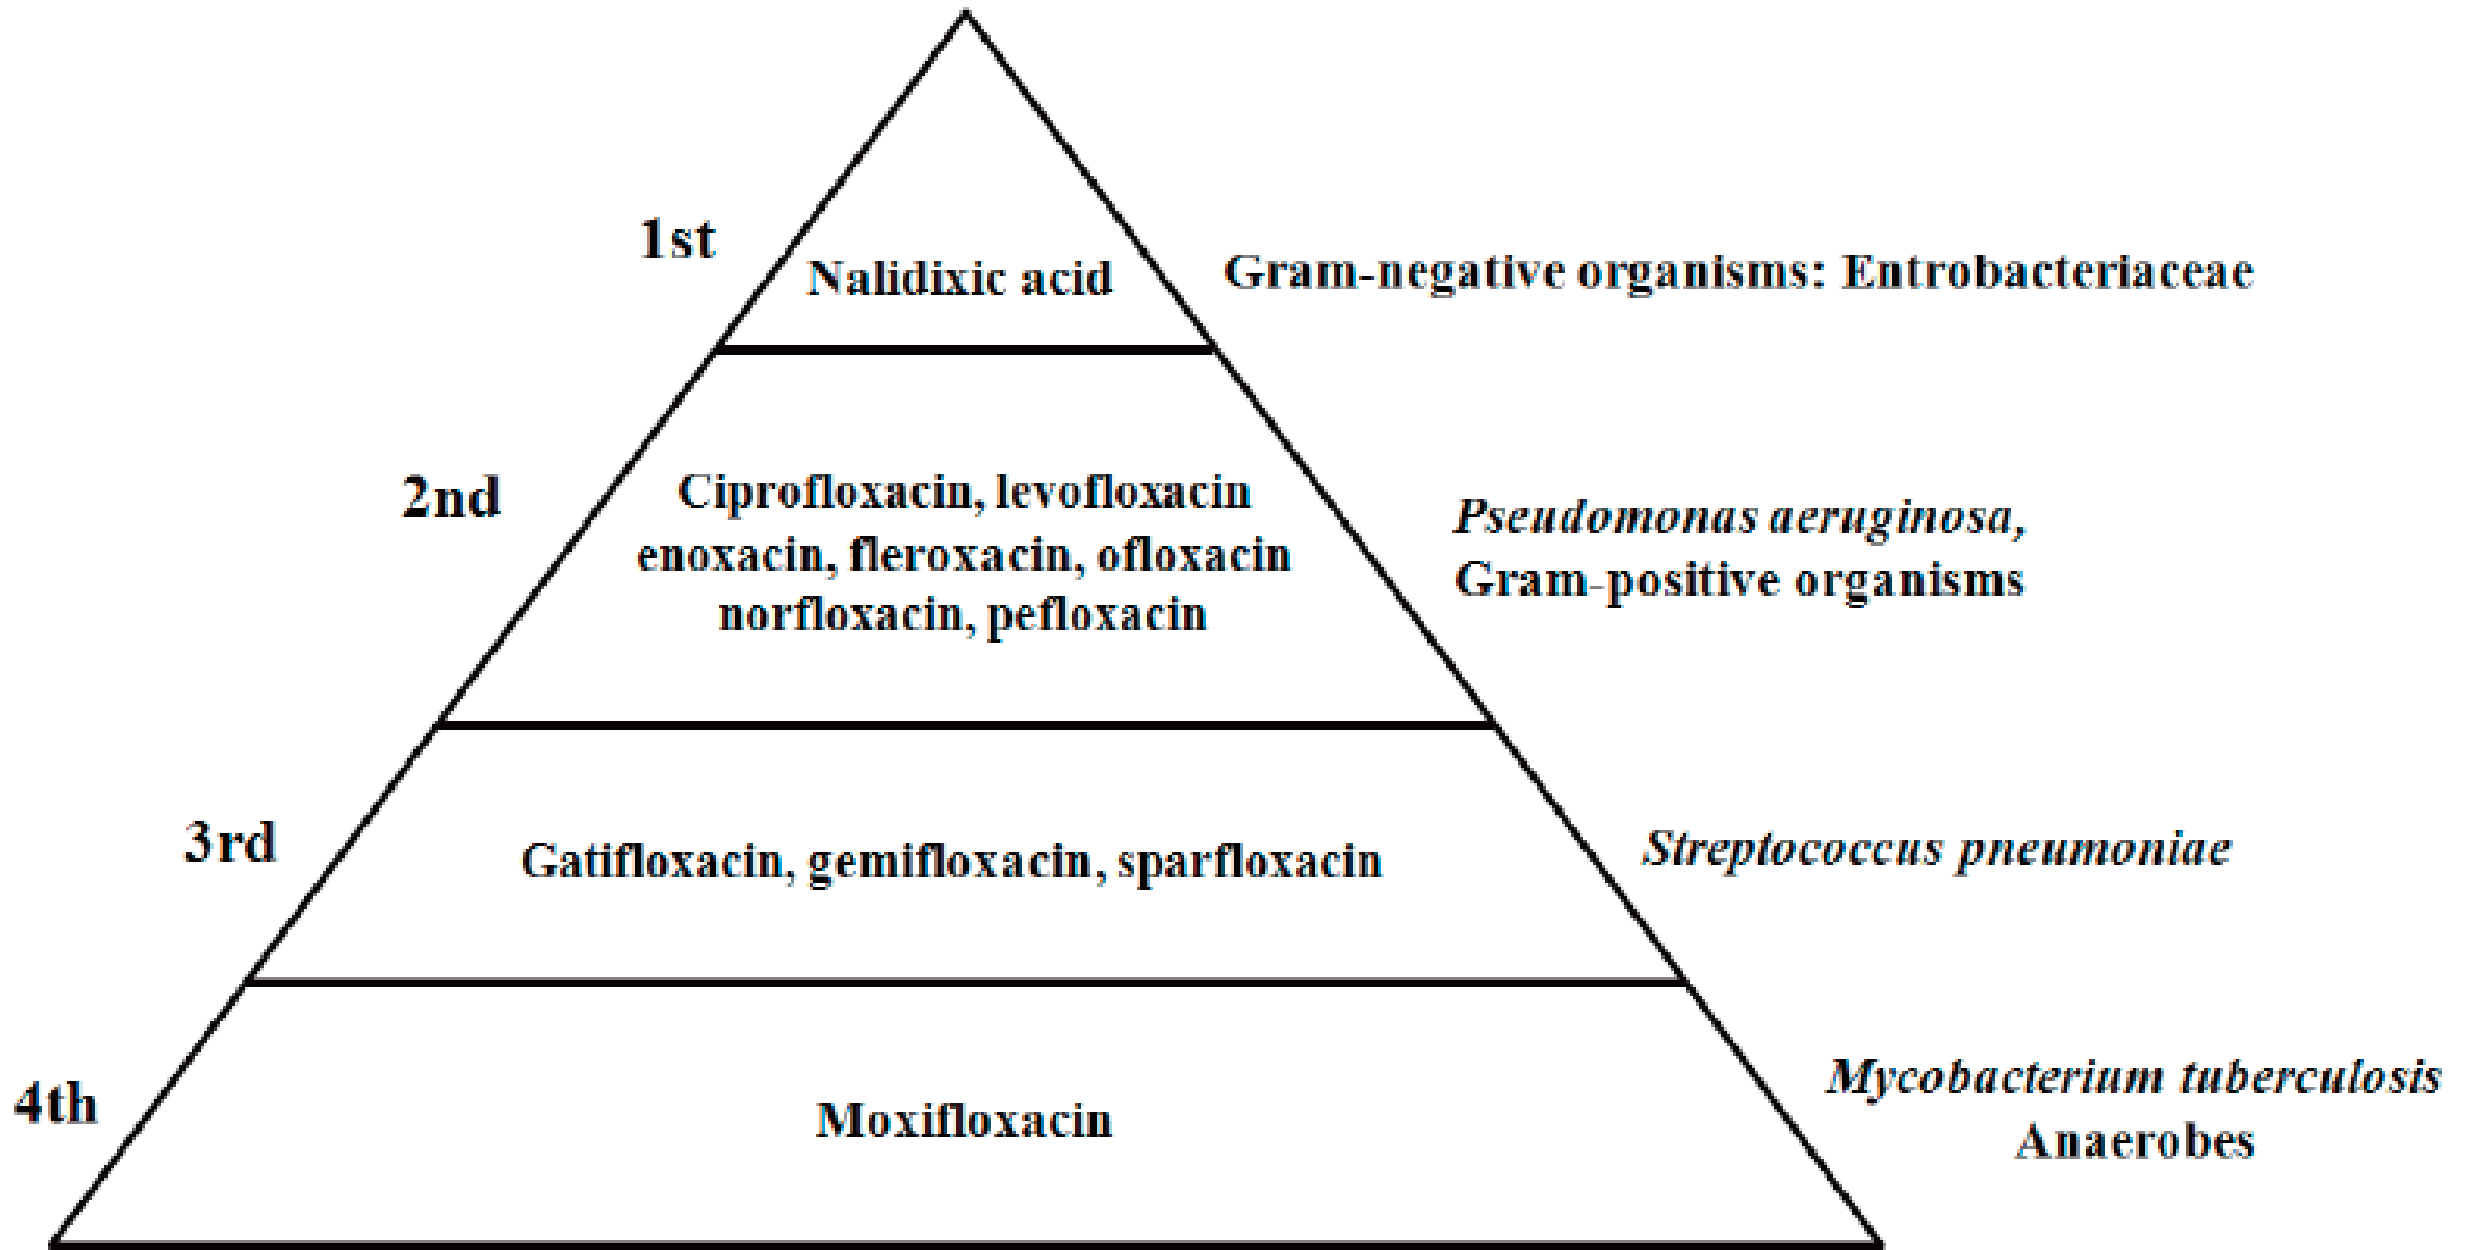 1st
Nalidixic acid
Gram-negative organisms: Entrobacteriaceae
2nd
Ciprofloxacin, levofloxacin
enoxacin, fleroxacin, ofloxacin
norfloxacin, pefloxacin
Pseudomonas aeruginosa,
Gram-positive organisms
3rd
Gatifloxacin, gemifloxacin, sparfloxacin
Streptococcus pneumoniae
4th
Moxifloxacin
Mycobacterium tuberculosis
Anaerobes